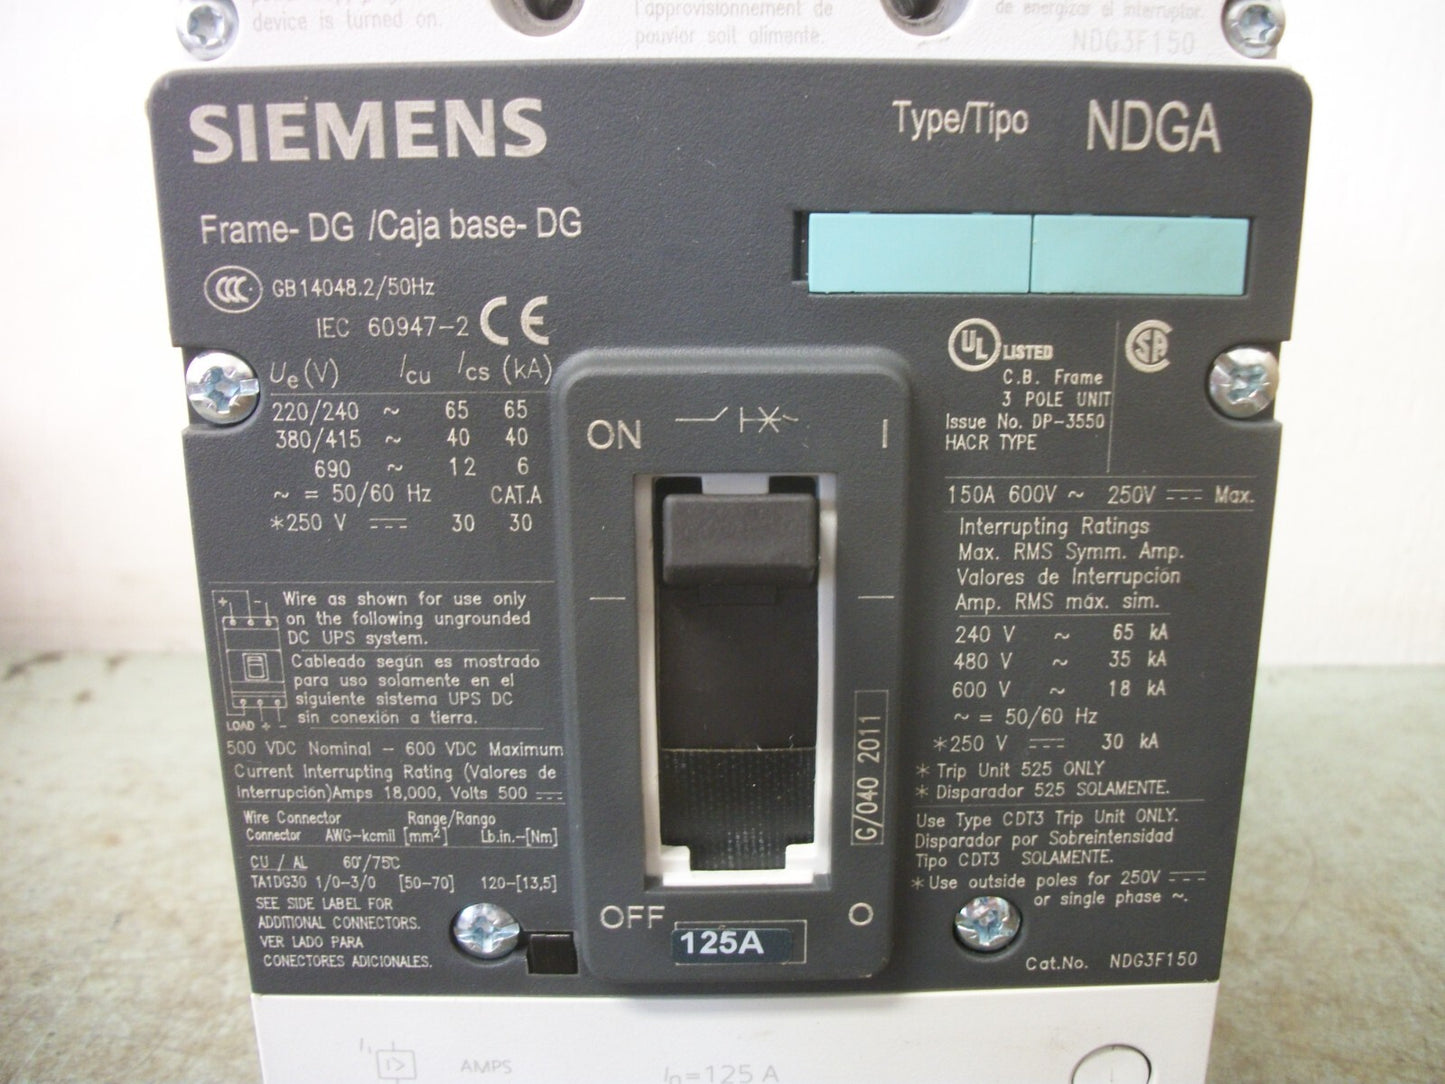 device is turned on.
l'approvisionnement de
pouvior soit alimente.
de energizar el interruptor.
NDG3F150
SIEMENS
Type/Tipo NDGA
Frame- DG /Caja base- DG
CCC GB14048.2/50Hz
IEC 60947-2 CE
Ue(V) Icu Ics (kA)
220/240 ~ 65 65
380/415 ~ 40 40
690 ~ 12 6
~ = 50/60 Hz CAT.A
*250 V ⎓ 30 30
+ -
Wire as shown for use only
on the following ungrounded
DC UPS system.
Cableado según es mostrado
para uso solamente en el
siguiente sistema UPS DC
sin conexión a tierra.
LOAD + -
500 VDC Nominal - 600 VDC Maximum
Current Interrupting Rating (Valores de
Interrupción)Amps 18,000, Volts 500 ⎓
Wire Connector Range/Rango
Connector AWG-kcmil [mm²] Lb.in.-[Nm]
CU / AL 60°/75°C
TA1DG30 1/0-3/0 [50-70] 120-[13,5]
SEE SIDE LABEL FOR
ADDITIONAL CONNECTORS.
VER LADO PARA
CONECTORES ADICIONALES.
ON I
OFF O
125A
G/040 2011
UL LISTED
C.B. Frame
3 POLE UNIT
Issue No. DP-3550
HACR TYPE
SA
150A 600V ~ 250V ⎓ Max.
Interrupting Ratings
Max. RMS Symm. Amp.
Valores de Interrupción
Amp. RMS máx. sim.
240 V ~ 65 kA
480 V ~ 35 kA
600 V ~ 18 kA
~ = 50/60 Hz
*250 V ⎓ 30 kA
* Trip Unit 525 ONLY
* Disparador 525 SOLAMENTE.
Use Type CDT3 Trip Unit ONLY.
Disparador por Sobreintensidad
Tipo CDT3 SOLAMENTE.
*Use outside poles for 250V ⎓
or single phase ~.
Cat.No. NDG3F150
I> AMPS In=125 A